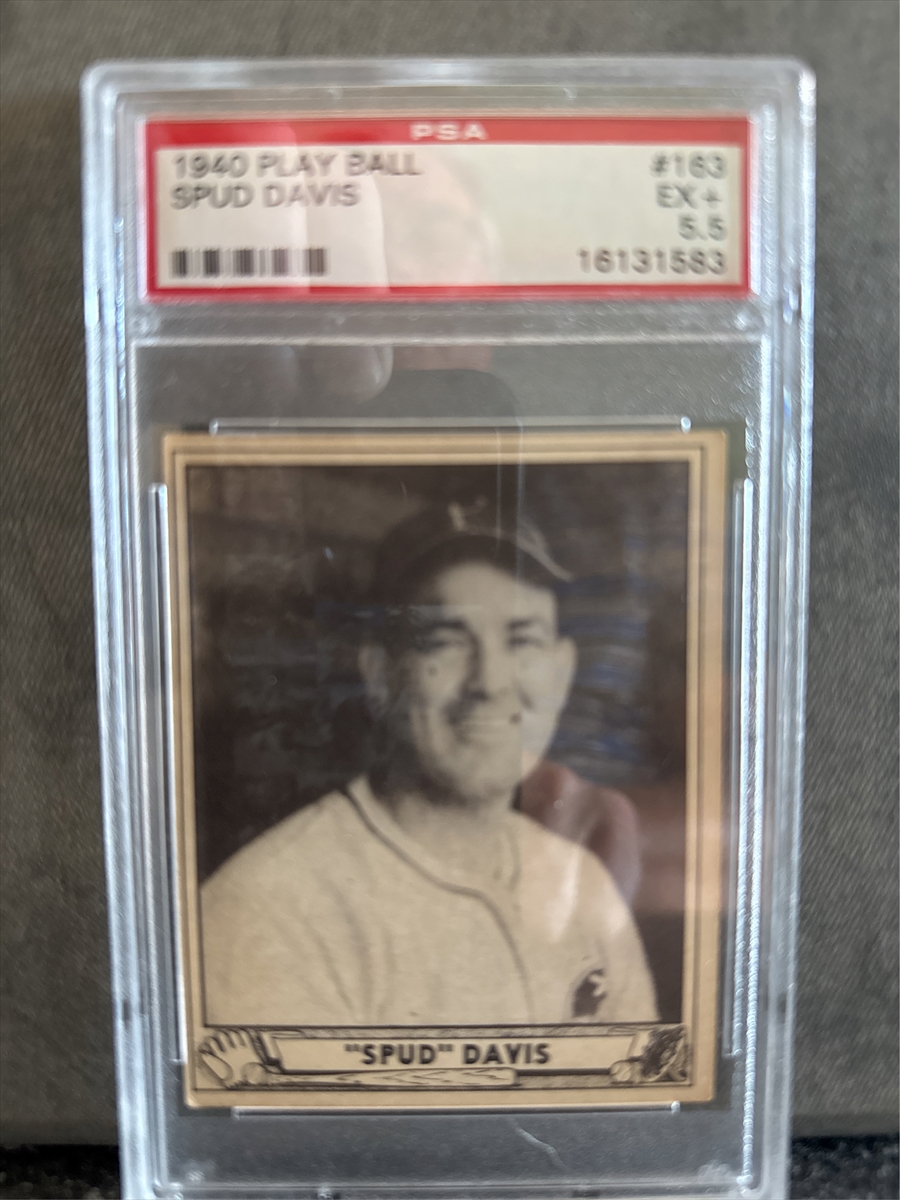 PSA
1940 PLAY BALL #163
SPUD DAVIS EX +
5.5
16131583
"SPUD" DAVIS